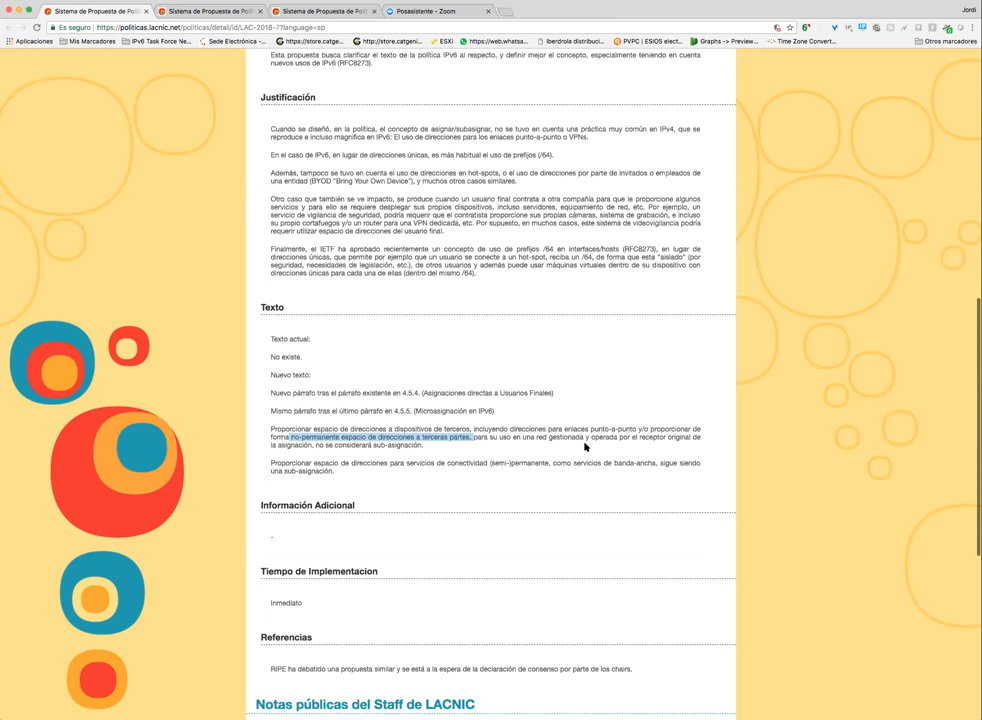 Sistema de Propuesta de Polí
Sistema de Propuesta de Polí
Sistema de Propuesta de Polí
Posasistente - Zoom
Jordi
Es seguro
https://politicas.lacnic.net/politicas/detail/id/LAC-2018-7?language=sp
Aplicaciones
Mis Marcadores
IPv6 Task Force Ne...
Sede Electrónica -...
https://store.catge...
http://store.catgeni...
ESXi
https://web.whatsa...
Iberdrola distribuci...
PVPC | ESIOS elect...
Graphs -> Preview...
Time Zone Convert...
Otros marcadores
Esta propuesta busca clarificar el texto de la política IPv6 al respecto, y definir mejor el concepto, especialmente teniendo en cuenta
nuevos usos de IPv6 (RFC8273).
Justificación
Cuando se diseñó, en la política, el concepto de asignar/subasignar, no se tuvo en cuenta una práctica muy común en IPv4, que se
reproduce e incluso magnifica en IPv6: El uso de direcciones para los enlaces punto-a-punto o VPNs.
En el caso de IPv6, en lugar de direcciones únicas, es más habitual el uso de prefijos (/64).
Además, tampoco se tuvo en cuenta el uso de direcciones en hot-spots, o el uso de direcciones por parte de invitados o empleados de
una entidad (BYOD "Bring Your Own Device"), y muchos otros casos similares.
Otro caso que también se ve impacto, se produce cuando un usuario final contrata a otra compañía para que le proporcione algunos
servicios y para ello se requiere desplegar sus propios dispositivos, incluso servidores, equipamiento de red, etc. Por ejemplo, un
servicio de vigilancia de seguridad, podría requerir que el contratista proporcione sus propias cámaras, sistema de grabación, e incluso
su propio cortafuegos y/o un router para una VPN dedicada, etc. Por supuesto, en muchos casos, este sistema de videovigilancia podría
requerir utilizar espacio de direcciones del usuario final.
Finalmente, el IETF ha aprobado recientemente un concepto de uso de prefijos /64 en interfaces/hosts (RFC8273), en lugar de
direcciones únicas, que permite por ejemplo que un usuario se conecte a un hot-spot, reciba un /64, de forma que esta "aislado" (por
seguridad, necesidades de legislación, etc.), de otros usuarios y además puede usar máquinas virtuales dentro de su dispositivo con
direcciones únicas para cada una de ellas (dentro del mismo /64).
Texto
Texto actual:
No existe.
Nuevo texto:
Nuevo párrafo tras el párrafo existente en 4.5.4. (Asignaciones directas a Usuarios Finales)
Mismo párrafo tras el último párrafo en 4.5.5. (Microassignación en IPv6)
Proporcionar espacio de direcciones a dispositivos de terceros, incluyendo direcciones para enlaces punto-a-punto y/o proporcionar de
forma no-permanente espacio de direcciones a terceras partes, para su uso en una red gestionada y operada por el receptor original de
la asignación, no se considerará sub-asignación.
Proporcionar espacio de direcciones para servicios de conectividad (semi-)permanente, como servicios de banda-ancha, sigue siendo
una sub-asignación.
Información Adicional
-
Tiempo de Implementacion
Inmediato
Referencias
RIPE ha debatido una propuesta similar y se está a la espera de la declaración de consenso por parte de los chairs.
Notas públicas del Staff de LACNIC